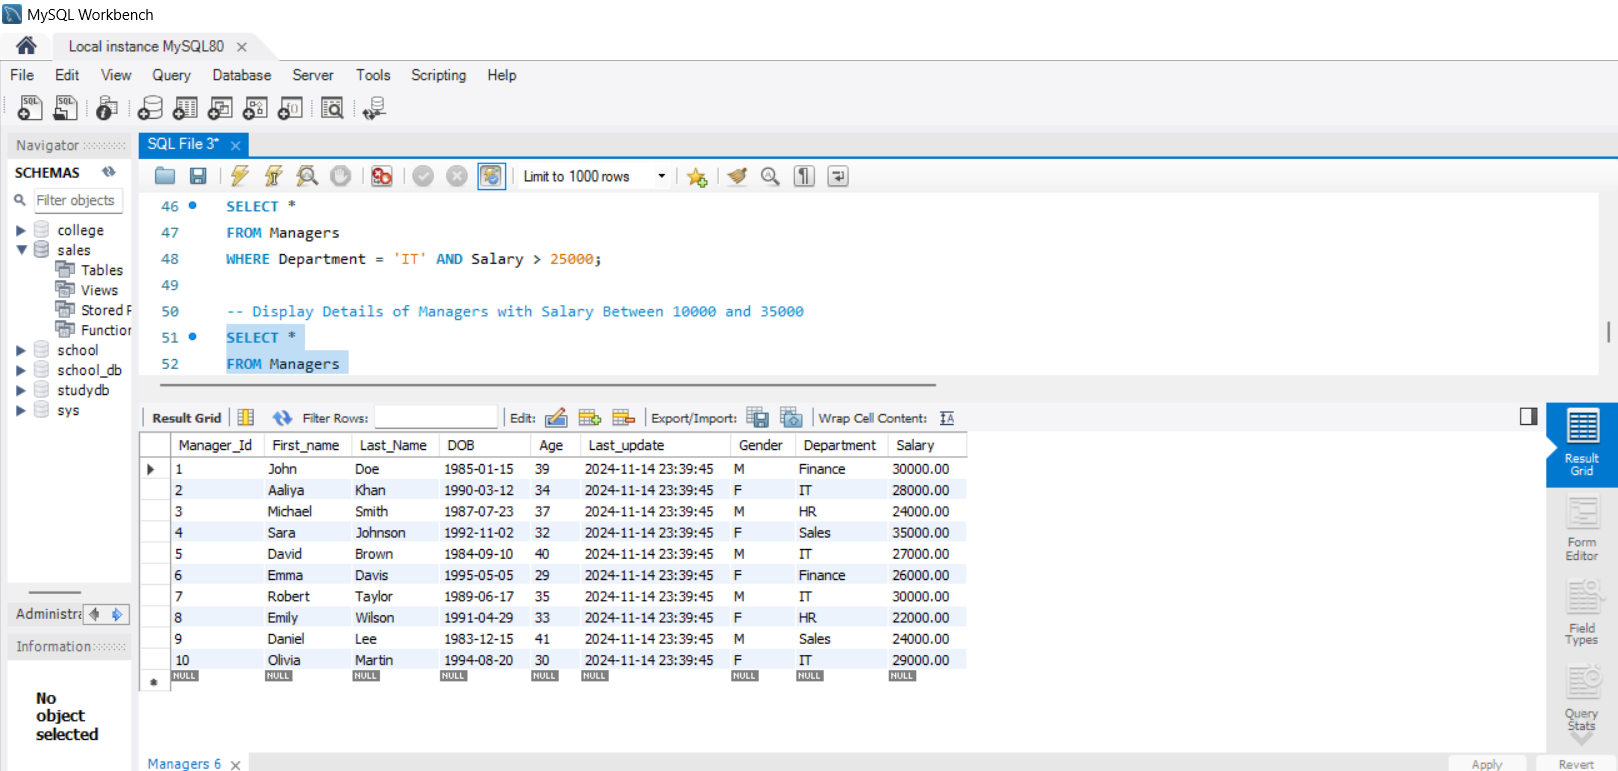 MySQL Workbench
Local instance MySQL80
File Edit View Query Database Server Tools Scripting Help
Navigator
SQL File 3*
SCHEMAS
Limit to 1000 rows
Filter objects
college
sales
Tables
Views
Stored P
Function
school
school_db
studydb
sys
46 SELECT *
47 FROM Managers
48 WHERE Department = 'IT' AND Salary > 25000;
49
50 -- Display Details of Managers with Salary Between 10000 and 35000
51 SELECT *
52 FROM Managers
Result Grid Filter Rows: Edit: Export/Import: Wrap Cell Content:
Manager_Id First_name Last_Name DOB Age Last_update Gender Department Salary
1 John Doe 1985-01-15 39 2024-11-14 23:39:45 M Finance 30000.00
2 Aaliya Khan 1990-03-12 34 2024-11-14 23:39:45 F IT 28000.00
3 Michael Smith 1987-07-23 37 2024-11-14 23:39:45 M HR 24000.00
4 Sara Johnson 1992-11-02 32 2024-11-14 23:39:45 F Sales 35000.00
5 David Brown 1984-09-10 40 2024-11-14 23:39:45 M IT 27000.00
6 Emma Davis 1995-05-05 29 2024-11-14 23:39:45 F Finance 26000.00
7 Robert Taylor 1989-06-17 35 2024-11-14 23:39:45 M IT 30000.00
8 Emily Wilson 1991-04-29 33 2024-11-14 23:39:45 F HR 22000.00
9 Daniel Lee 1983-12-15 41 2024-11-14 23:39:45 M Sales 24000.00
10 Olivia Martin 1994-08-20 30 2024-11-14 23:39:45 F IT 29000.00
NULL NULL NULL NULL NULL NULL NULL NULL NULL
Result
Grid
Form
Editor
Field
Types
Query
Stats
Administra
Information
No
object
selected
Managers 6
Apply Revert